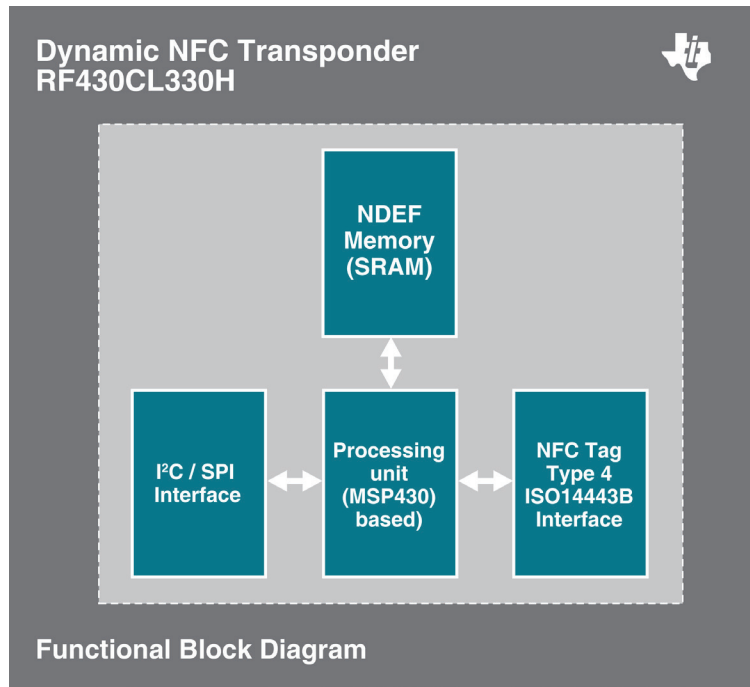 Dynamic NFC Transponder
RF430CL330H
ti
NDEF
Memory
(SRAM)
I²C / SPI
Interface
Processing
unit
(MSP430)
based)
NFC Tag
Type 4
ISO14443B
Interface
Functional Block Diagram